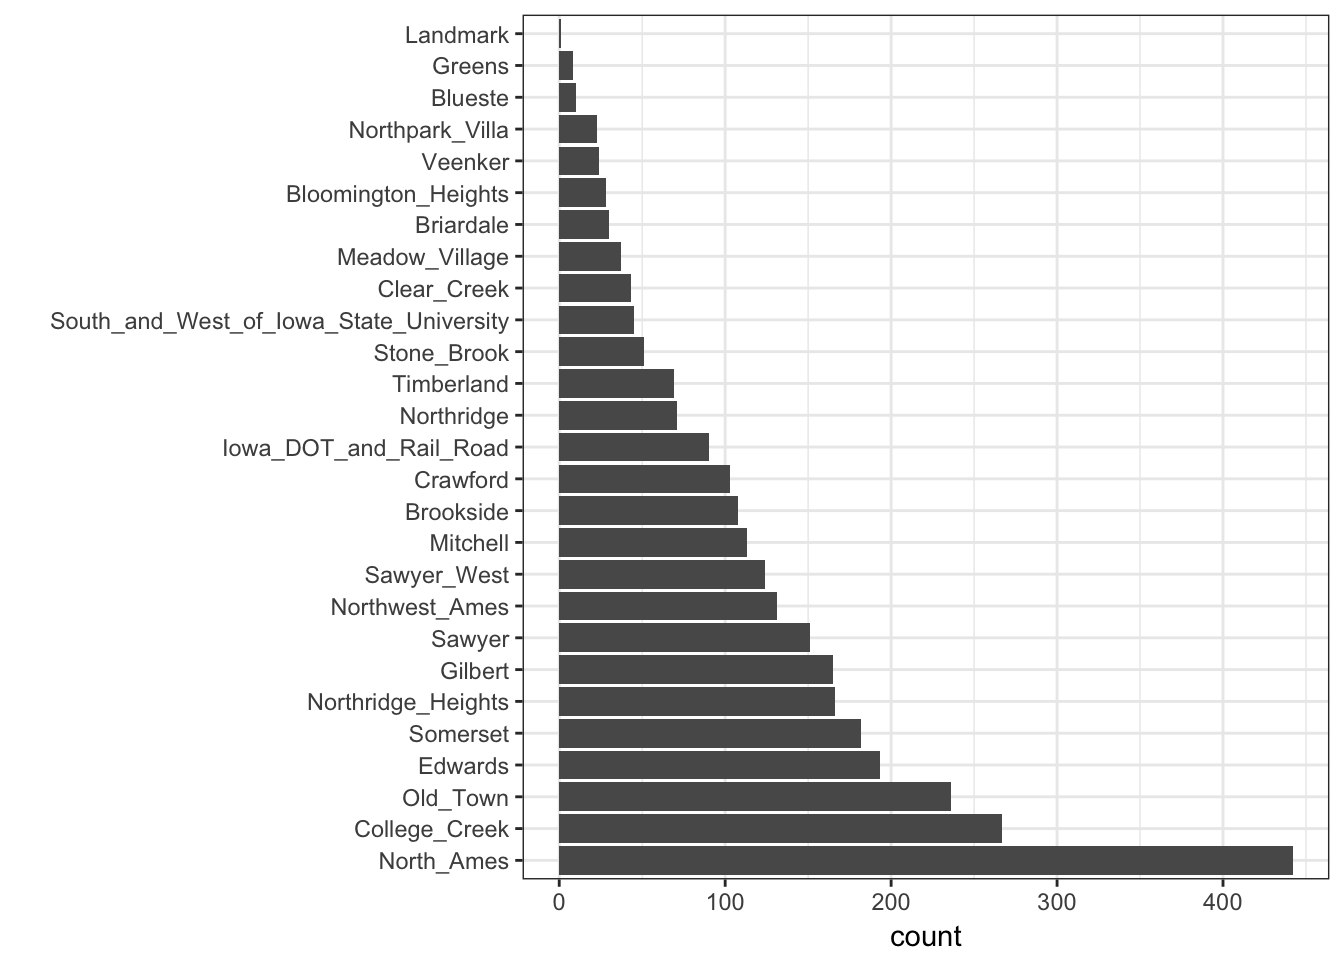 Landmark
Greens
Blueste
Northpark_Villa
Veenker
Bloomington_Heights
Briardale
Meadow_Village
Clear_Creek
South_and_West_of_Iowa_State_University
Stone_Brook
Timberland
Northridge
Iowa_DOT_and_Rail_Road
Crawford
Brookside
Mitchell
Sawyer_West
Northwest_Ames
Sawyer
Gilbert
Northridge_Heights
Somerset
Edwards
Old_Town
College_Creek
North_Ames
0 100 200 300 400
count